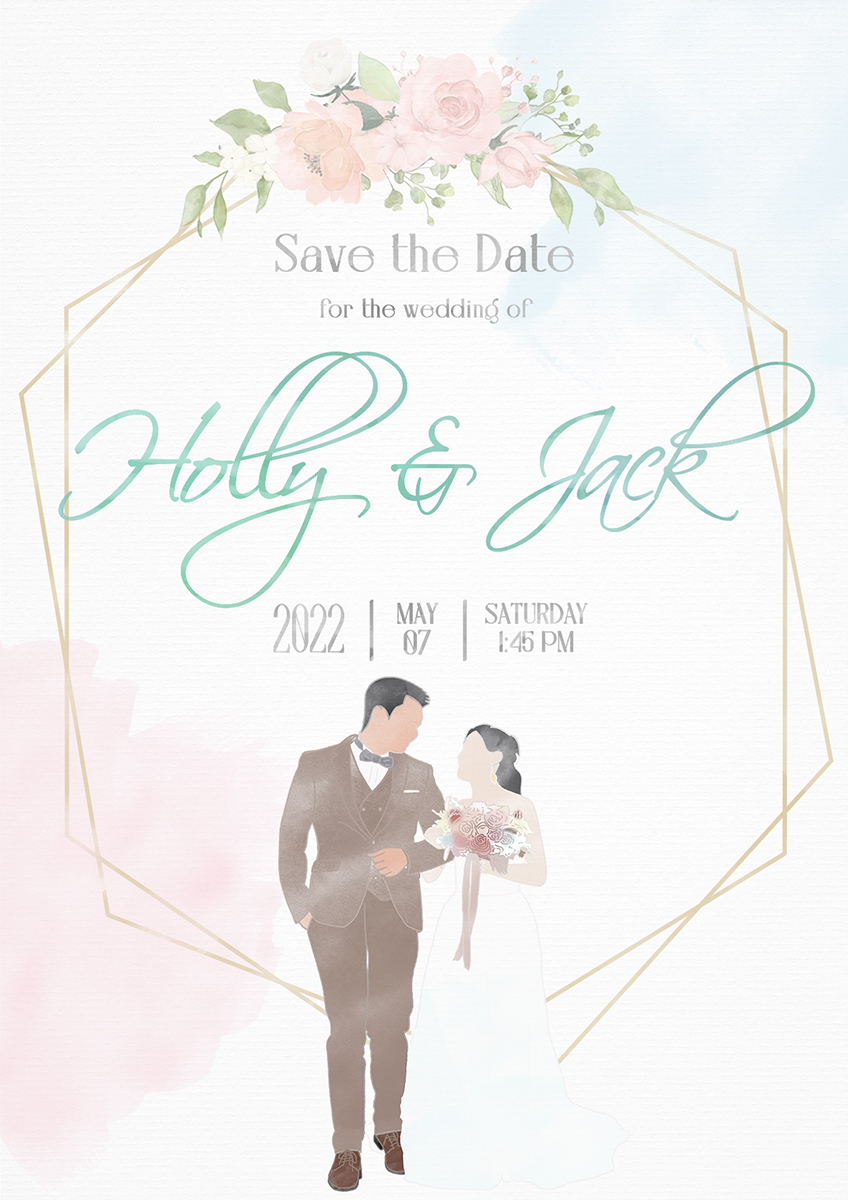 Save the Date
for the wedding of
Holly & Jack
2022 | MAY 07 | SATURDAY 1:45 PM